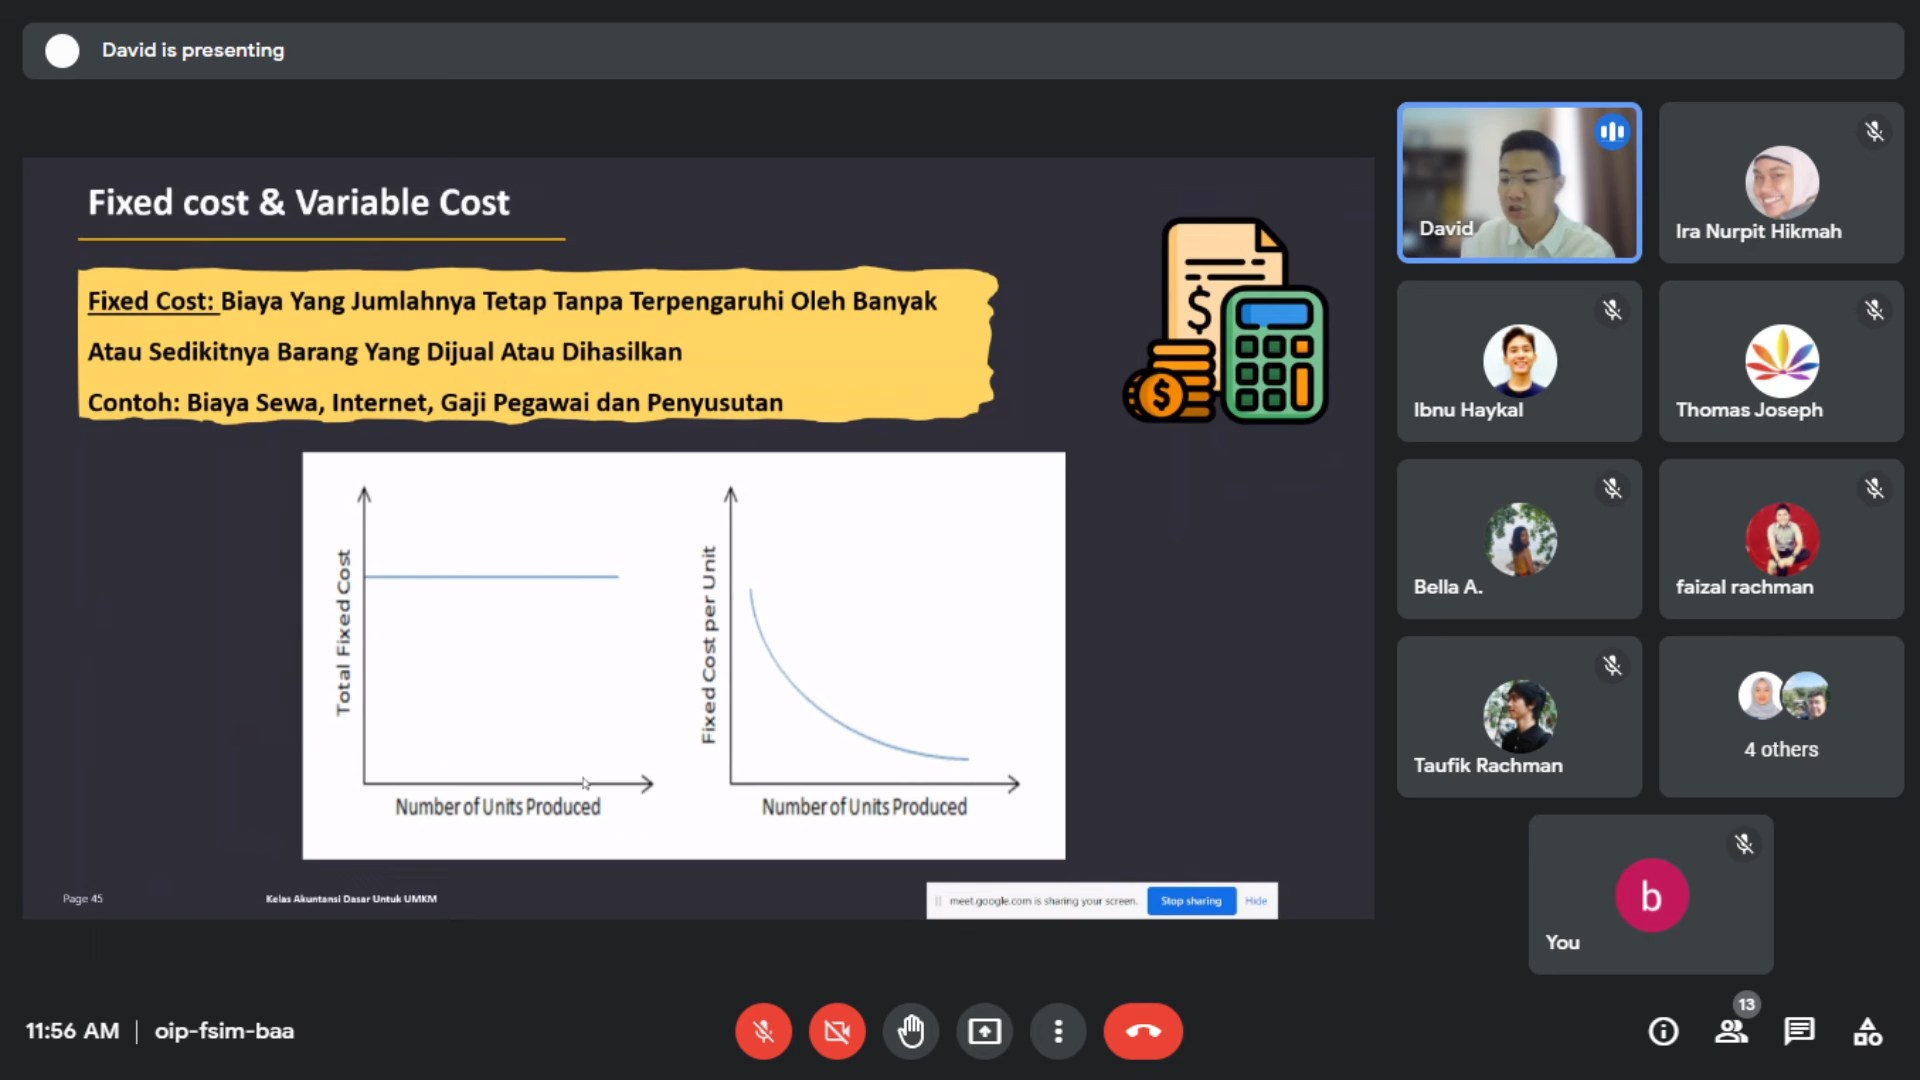 David is presenting
Fixed cost & Variable Cost
Fixed Cost: Biaya Yang Jumlahnya Tetap Tanpa Terpengaruhi Oleh Banyak
Atau Sedikitnya Barang Yang Dijual Atau Dihasilkan
Contoh: Biaya Sewa, Internet, Gaji Pegawai dan Penyusutan
$
$
Total Fixed Cost
Number of Units Produced
Fixed Cost per Unit
Number of Units Produced
Page 45
Kelas Akuntansi Dasar Untuk UMKM
meet.google.com is sharing your screen.
Stop sharing
Hide
David
Ira Nurpit Hikmah
Ibnu Haykal
Thomas Joseph
Bella A.
faizal rachman
Taufik Rachman
4 others
b
You
11:56 AM | oip-fsim-baa
13